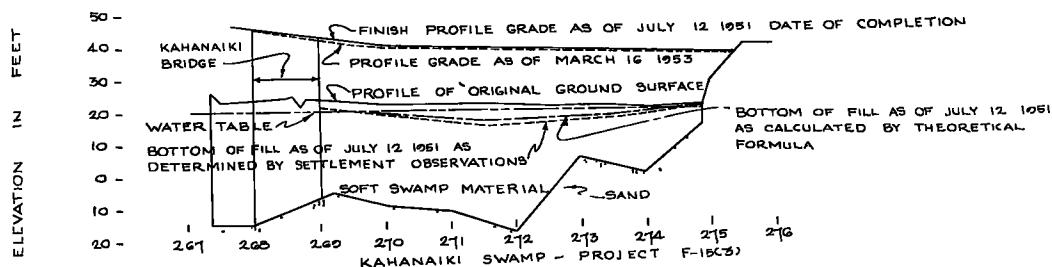 ELEVATION IN FEET
50
40
30
20
10
0
10
20
FINISH PROFILE GRADE AS OF JULY 12 1951 DATE OF COMPLETION
KAHANAIKI
BRIDGE
PROFILE GRADE AS OF MARCH 16 1953
PROFILE OF ORIGINAL GROUND SURFACE
WATER TABLE
BOTTOM OF FILL AS OF JULY 12 1951 AS
DETERMINED BY SETTLEMENT OBSERVATIONS
BOTTOM OF FILL AS OF JULY 12 1951
AS CALCULATED BY THEORETICAL
FORMULA
SOFT SWAMP MATERIAL
SAND
267 268 269 270 271 272 273 274 275 276
KAHANAIKI SWAMP - PROJECT F-15(3)